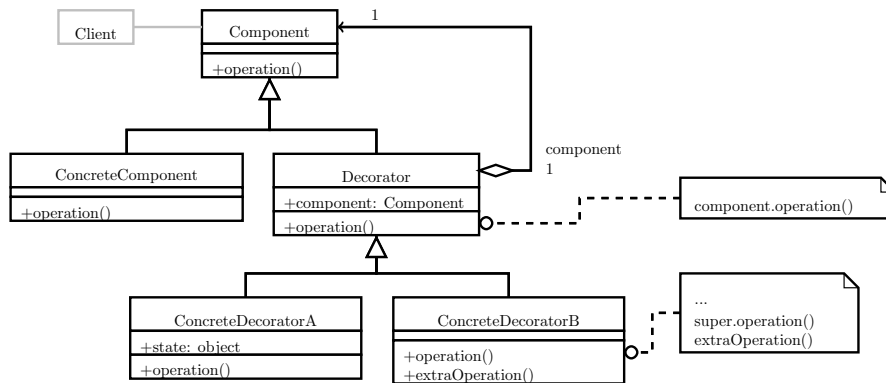 Client
Component
1
+operation()
component
1
ConcreteComponent
+operation()
Decorator
+component: Component
+operation()
component.operation()
ConcreteDecoratorA
+state: object
+operation()
ConcreteDecoratorB
+operation()
+extraOperation()
...
super.operation()
extraOperation()